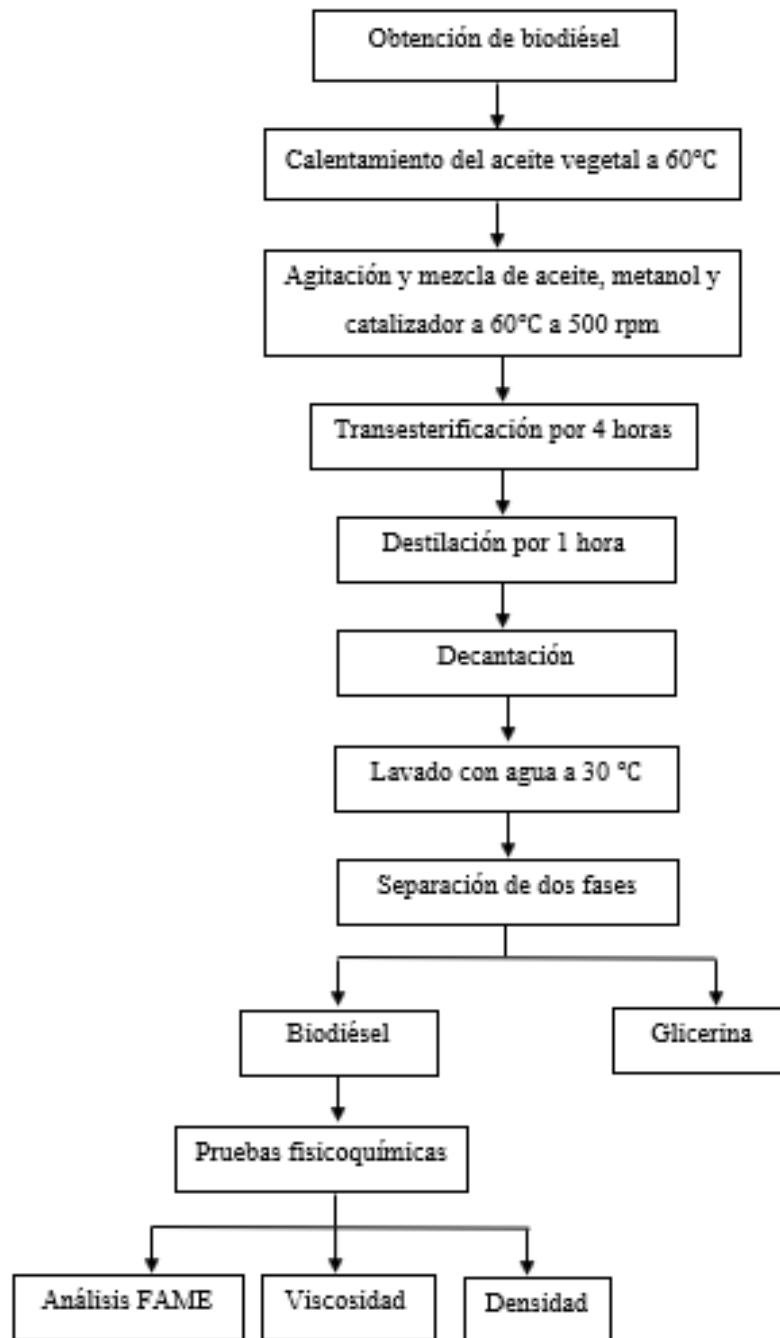 Obtención de biodiésel
Calentamiento del aceite vegetal a 60°C
Agitación y mezcla de aceite, metanol y
catalizador a 60°C a 500 rpm
Transesterificación por 4 horas
Destilación por 1 hora
Decantación
Lavado con agua a 30 °C
Separación de dos fases
Biodiésel
Glicerina
Pruebas fisicoquímicas
Análisis FAME
Viscosidad
Densidad